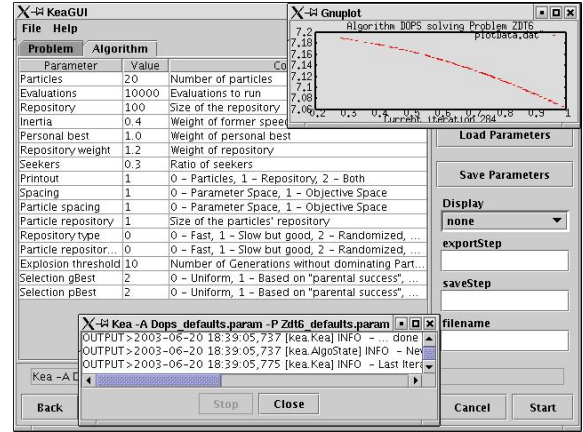 KeaGUI
File Help
Problem Algorithm
Parameter Value Co
Particles 20 Number of particles
Evaluations 10000 Evaluations to run
Repository 100 Size of the repository
Inertia 0.4 Weight of former speed
Personal best 1.0 Weight of personal best
Repository weight 1.2 Weight of repository
Seekers 0.3 Ratio of seekers
Printout 1 0 - Particles, 1 - Repository, 2 - Both
Spacing 1 0 - Parameter Space, 1 - Objective Space
Particle spacing 1 0 - Parameter Space, 1 - Objective Space
Particle repository 1 Size of the particles' repository
Repository type 0 0 - Fast, 1 - Slow but good, 2 - Randomized, ...
Particle repositor... 0 0 - Fast, 1 - Slow but good, 2 - Randomized, ...
Explosion threshold 10 Number of Generations without dominating Part...
Selection gBest 2 0 - Uniform, 1 - Based on "parental success", ...
Selection pBest 2 0 - Uniform, 1 - Based on "parental success", ...
Gnuplot
Algorithm DOPS solving Problem ZDT6
plotData.dat"
7.2
7.18
7.16
7.14
7.12
7.1
7.08
7.06
0.2 0.3 0.4 0.5 0.6 0.7 0.8 0.9 1
Current iteration 284
Load Parameters
Save Parameters
Display
none
exportStep
saveStep
filename
Kea -A Dops_defaults.param -P Zdt6_defaults.param
OUTPUT>2003-06-20 18:39:05,737 [kea.Kea] INFO - ... done
OUTPUT>2003-06-20 18:39:05,737 [kea.AlgoState] INFO - Nev
OUTPUT>2003-06-20 18:39:05,775 [kea.Kea] INFO - Last Itera
Stop Close
Kea -A D
Back Cancel Start